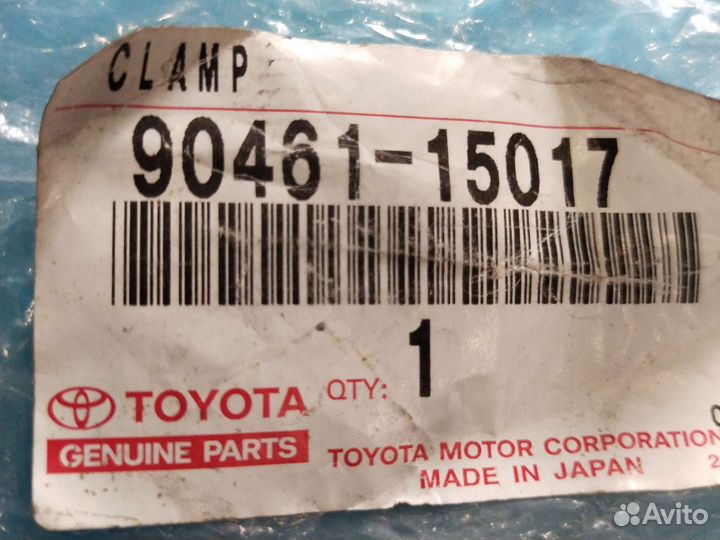 CLAMP
90461-15017
1
QTY:
TOYOTA
GENUINE PARTS
TOYOTA MOTOR CORPORATION
MADE IN JAPAN
Avito